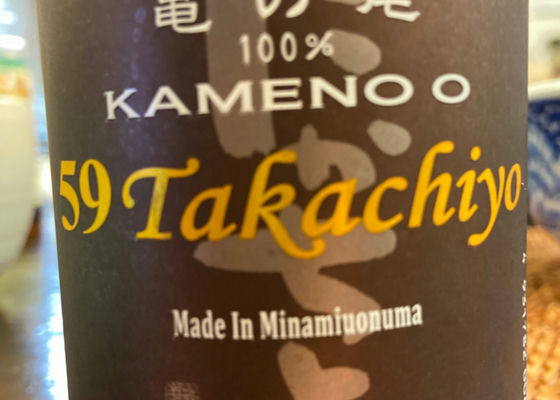 亀の尾
100%
KAMENO O
59 Takachiyo
Made In Minamiuonuma